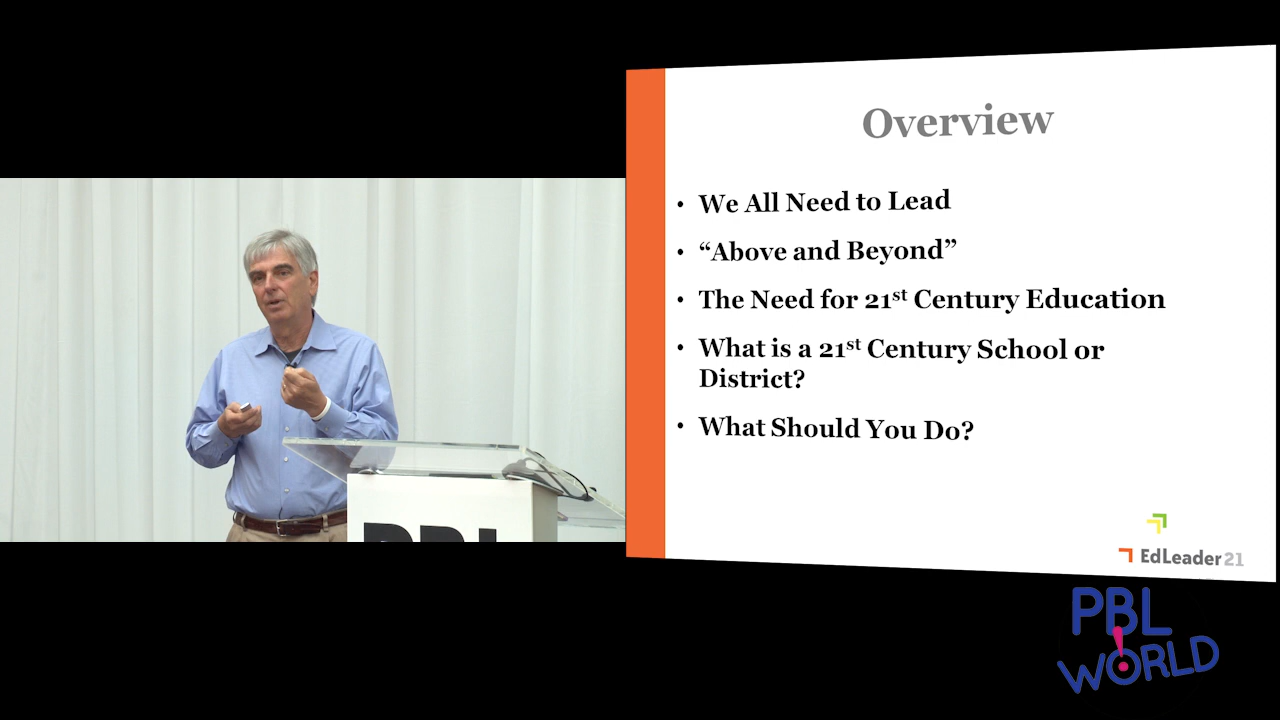 Overview
• We All Need to Lead
• “Above and Beyond”
• The Need for 21st Century Education
• What is a 21st Century School or
District?
• What Should You Do?
EdLeader21
PBL
PBL
WORLD